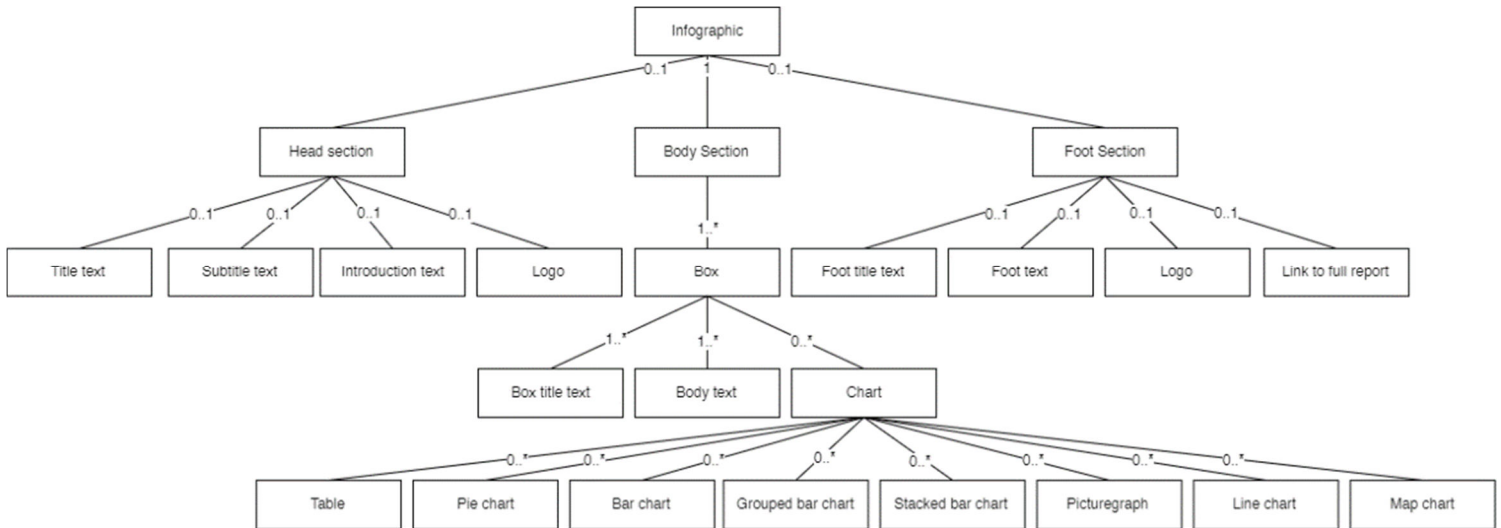 Infographic
0..1
1
0..1
Head section
Body Section
Foot Section
0..1
0..1
0..1
0..1
1..*
0..1
0..1
0..1
0..1
Title text
Subtitle text
Introduction text
Logo
Box
Foot title text
Foot text
Logo
Link to full report
1..*
1..*
0..*
Box title text
Body text
Chart
0..*
0..*
0..*
0..*
0..*
0..*
0..*
0..*
Table
Pie chart
Bar chart
Grouped bar chart
Stacked bar chart
Picturegraph
Line chart
Map chart